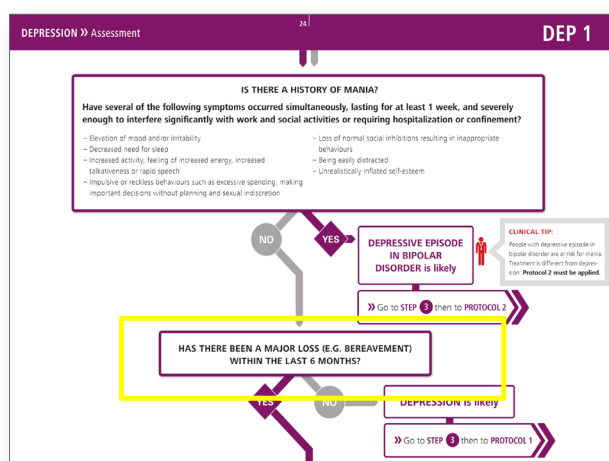 24
DEPRESSION » Assessment
DEP 1
IS THERE A HISTORY OF MANIA?
Have several of the following symptoms occurred simultaneously, lasting for at least 1 week, and severely
enough to interfere significantly with work and social activities or requiring hospitalization or confinement?
– Elevation of mood and/or irritability
– Decreased need for sleep
– Increased activity, feeling of increased energy, increased
talkativeness or rapid speech
– Impulsive or reckless behaviours such as excessive spending, making
important decisions without planning and sexual indiscretion
– Loss of normal social inhibitions resulting in inappropriate
behaviours
– Being easily distracted
– Unrealistically inflated self-esteem
NO
YES
DEPRESSIVE EPISODE
IN BIPOLAR
DISORDER is likely
CLINICAL TIP:
People with depressive episode in
bipolar disorder are at risk for mania.
Treatment is different from depres-
sion. Protocol 2 must be applied.
» Go to STEP 3 then to PROTOCOL 2
HAS THERE BEEN A MAJOR LOSS (E.G. BEREAVEMENT)
WITHIN THE LAST 6 MONTHS?
YES
NO
DEPRESSION is likely
» Go to STEP 3 then to PROTOCOL 1